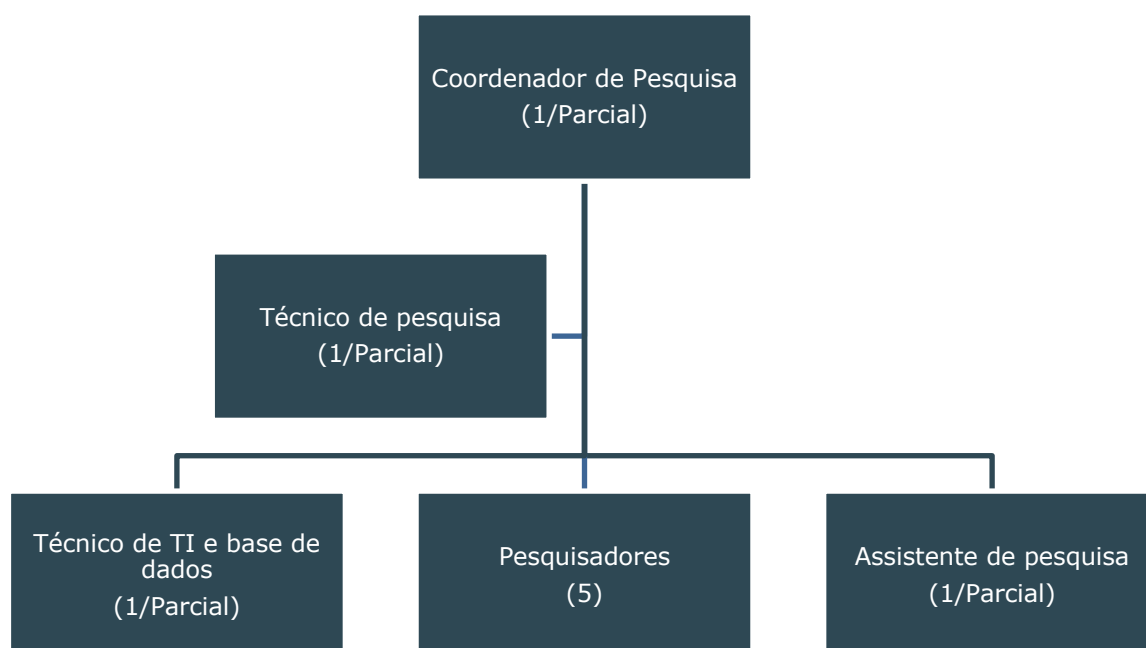 Coordenador de Pesquisa
(1/Parcial)
Técnico de pesquisa
(1/Parcial)
Técnico de TI e base de
dados
(1/Parcial)
Pesquisadores
(5)
Assistente de pesquisa
(1/Parcial)